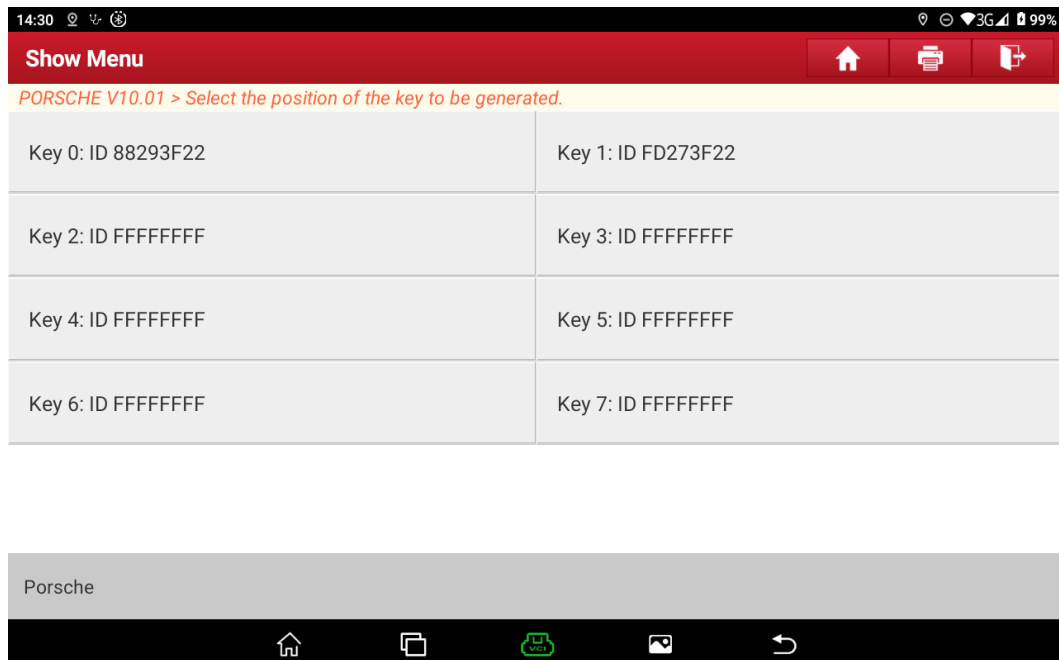 14:30 3G 99%
Show Menu
PORSCHE V10.01 > Select the position of the key to be generated.
Key 0: ID 88293F22 Key 1: ID FD273F22
Key 2: ID FFFFFFFF Key 3: ID FFFFFFFF
Key 4: ID FFFFFFFF Key 5: ID FFFFFFFF
Key 6: ID FFFFFFFF Key 7: ID FFFFFFFF
Porsche
VCI